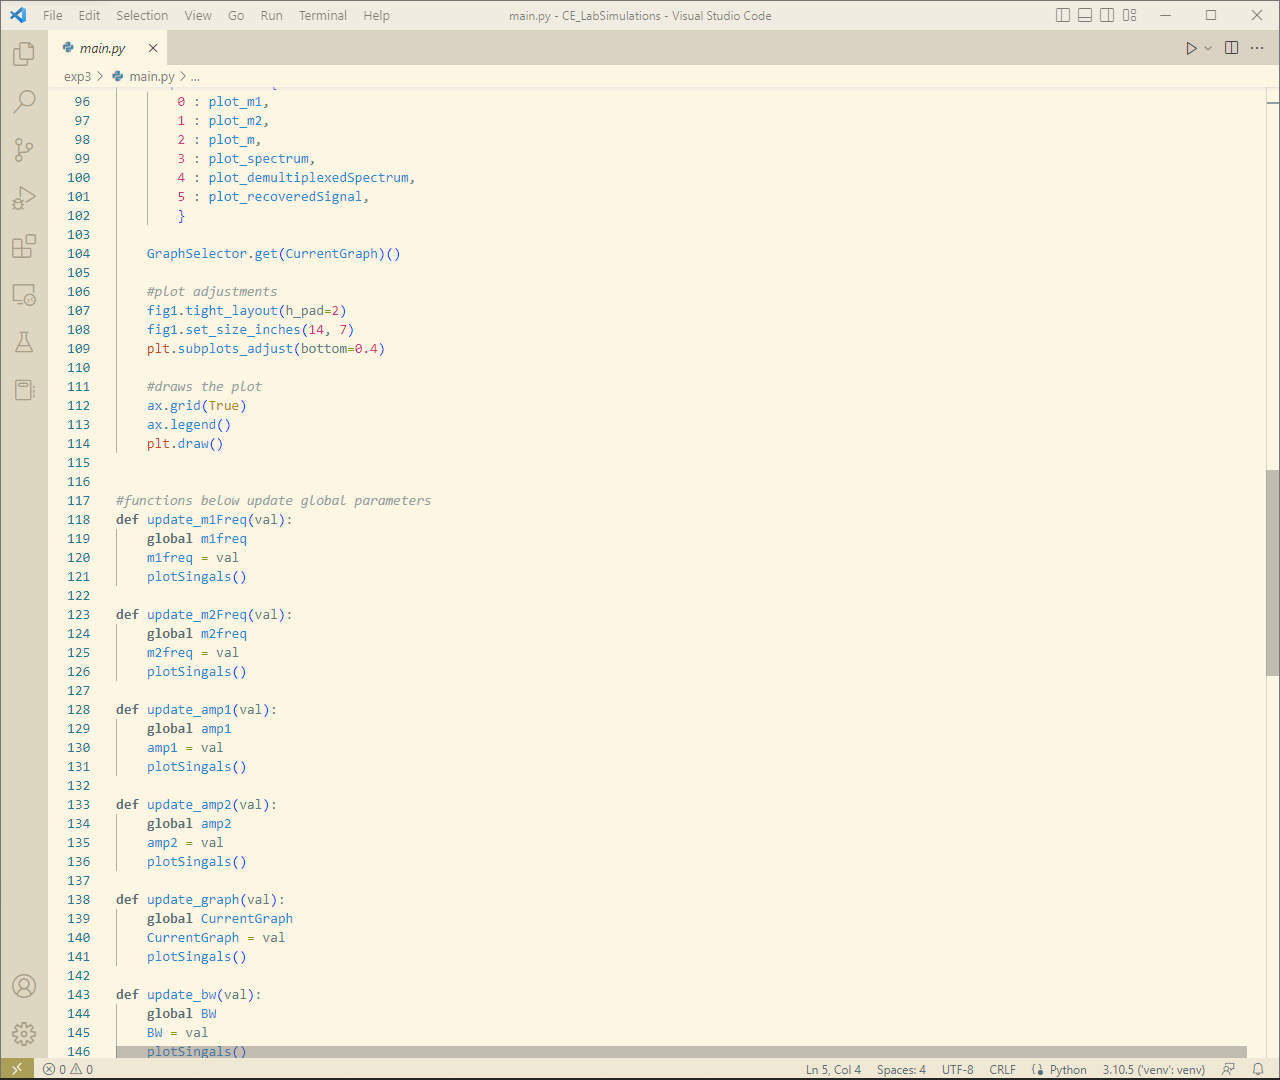 File Edit Selection View Go Run Terminal Help main.py - CE_LabSimulations - Visual Studio Code
main.py
exp3 > main.py > ...
96 0 : plot_m1,
97 1 : plot_m2,
98 2 : plot_m,
99 3 : plot_spectrum,
100 4 : plot_demultiplexedSpectrum,
101 5 : plot_recoveredSignal,
102 }
103
104 GraphSelector.get(CurrentGraph)()
105
106 #plot adjustments
107 fig1.tight_layout(h_pad=2)
108 fig1.set_size_inches(14, 7)
109 plt.subplots_adjust(bottom=0.4)
110
111 #draws the plot
112 ax.grid(True)
113 ax.legend()
114 plt.draw()
115
116
117 #functions below update global parameters
118 def update_m1Freq(val):
119 global m1freq
120 m1freq = val
121 plotSingals()
122
123 def update_m2Freq(val):
124 global m2freq
125 m2freq = val
126 plotSingals()
127
128 def update_amp1(val):
129 global amp1
130 amp1 = val
131 plotSingals()
132
133 def update_amp2(val):
134 global amp2
135 amp2 = val
136 plotSingals()
137
138 def update_graph(val):
139 global CurrentGraph
140 CurrentGraph = val
141 plotSingals()
142
143 def update_bw(val):
144 global BW
145 BW = val
146 plotSingals()
0 0 Ln 5, Col 4 Spaces: 4 UTF-8 CRLF Python 3.10.5 ('venv': venv)